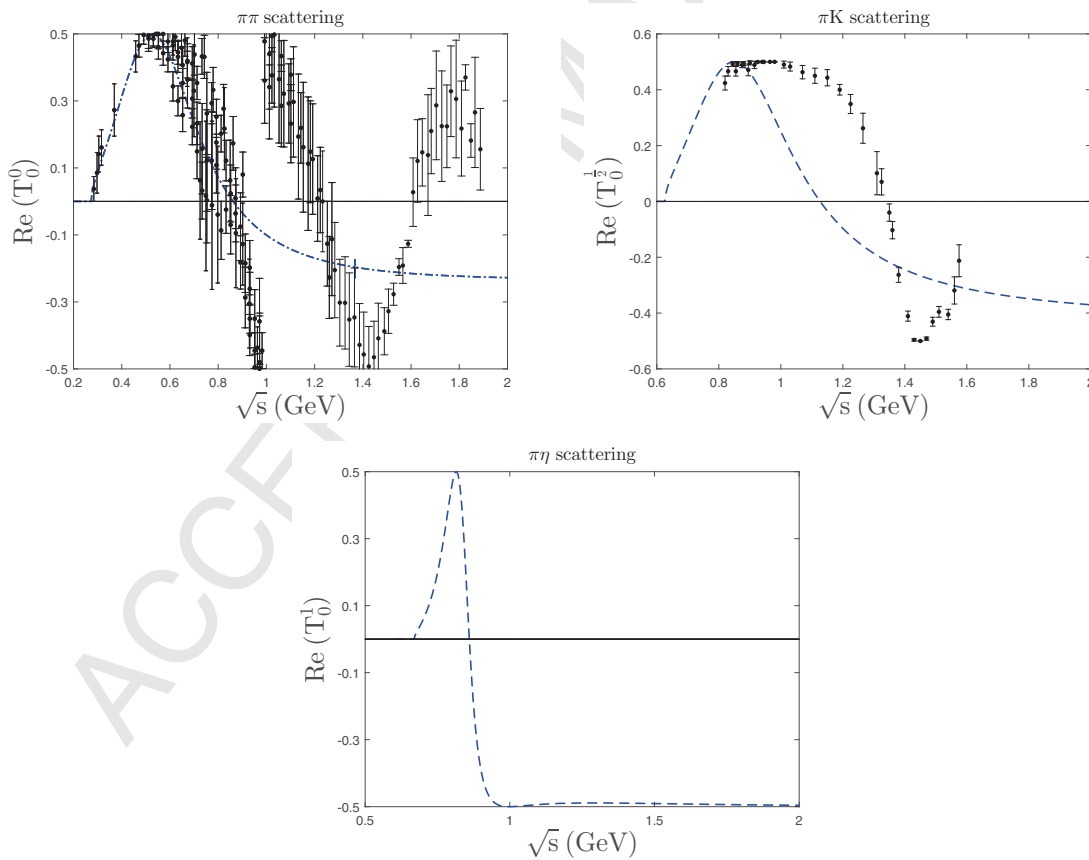 ππ scattering
0.5
0.3
0.1
-0.1
-0.3
-0.5
Re (T₀⁰)
0.2 0.4 0.6 0.8 1 1.2 1.4 1.6 1.8 2
√s (GeV)
πK scattering
0.6
0.4
0.2
0
-0.2
-0.4
-0.6
Re (T₀^½)
0.6 0.8 1 1.2 1.4 1.6 1.8 2
√s (GeV)
πη scattering
0.5
0.3
0.1
-0.1
-0.3
-0.5
Re (T₀¹)
0.5 1 1.5 2
√s (GeV)